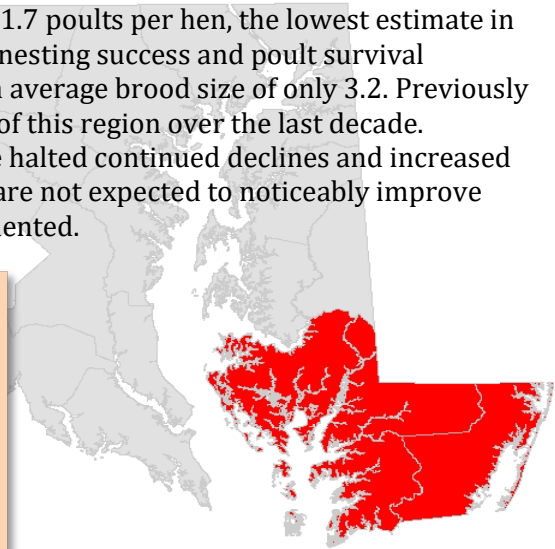 1.7 poults per hen, the lowest estimate in
nesting success and poult survival
average brood size of only 3.2. Previously
of this region over the last decade.
halted continued declines and increased
are not expected to noticeably improve